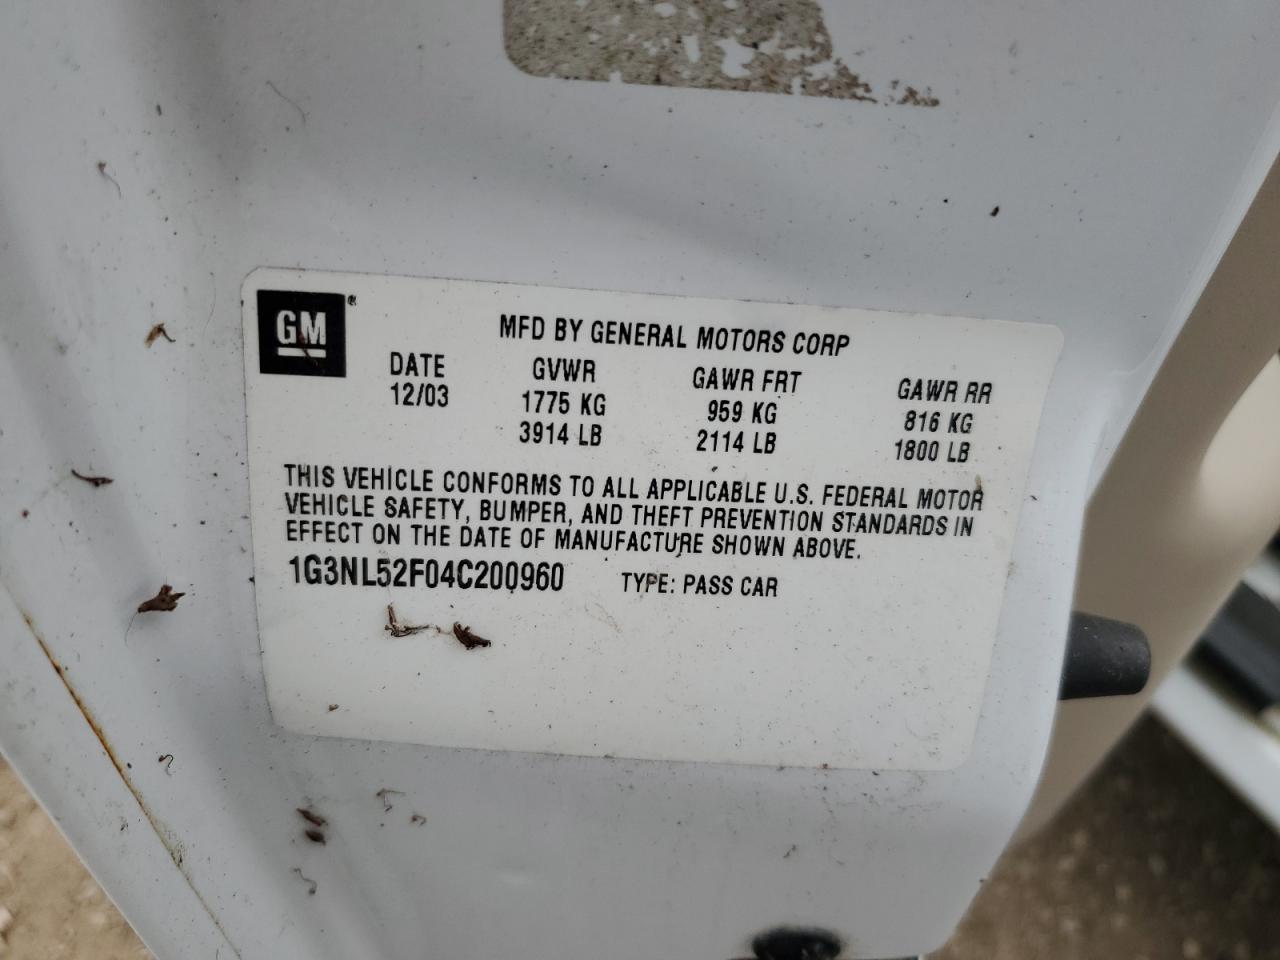 GM®
MFD BY GENERAL MOTORS CORP
DATE GVWR GAWR FRT GAWR RR
12/03 1775 KG 959 KG 816 KG
3914 LB 2114 LB 1800 LB
THIS VEHICLE CONFORMS TO ALL APPLICABLE U.S. FEDERAL MOTOR
VEHICLE SAFETY, BUMPER, AND THEFT PREVENTION STANDARDS IN
EFFECT ON THE DATE OF MANUFACTURE SHOWN ABOVE.
1G3NL52F04C200960 TYPE: PASS CAR